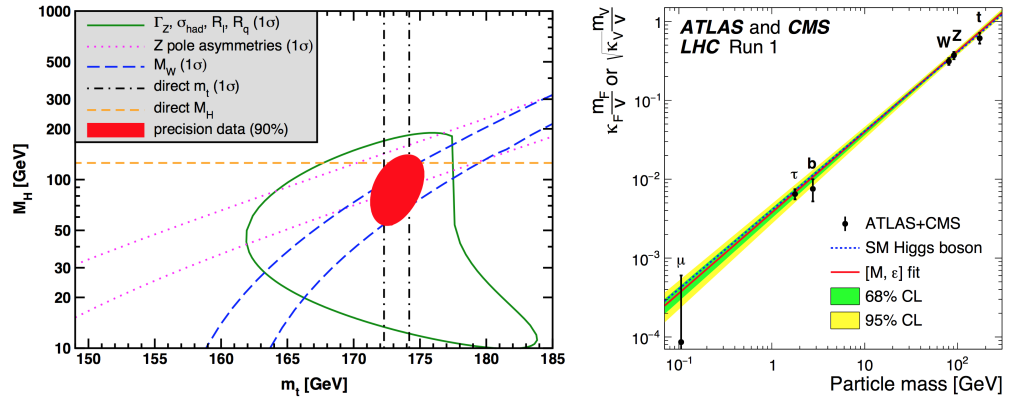 Γ_Z, σ_had, R_l, R_q (1σ)
Z pole asymmetries (1σ)
M_W (1σ)
direct m_t (1σ)
direct M_H
precision data (90%)
1000
500
300
200
100
50
30
20
10
M_H [GeV]
150 155 160 165 170 175 180 185
m_t [GeV]
ATLAS and CMS
LHC Run 1
κ_F m_F/V or √κ_V m_V/V
1
10⁻¹
10⁻²
10⁻³
10⁻⁴
μ
τ
b
W
Z
t
ATLAS+CMS
SM Higgs boson
[M, ε] fit
68% CL
95% CL
10⁻¹ 1 10 10²
Particle mass [GeV]